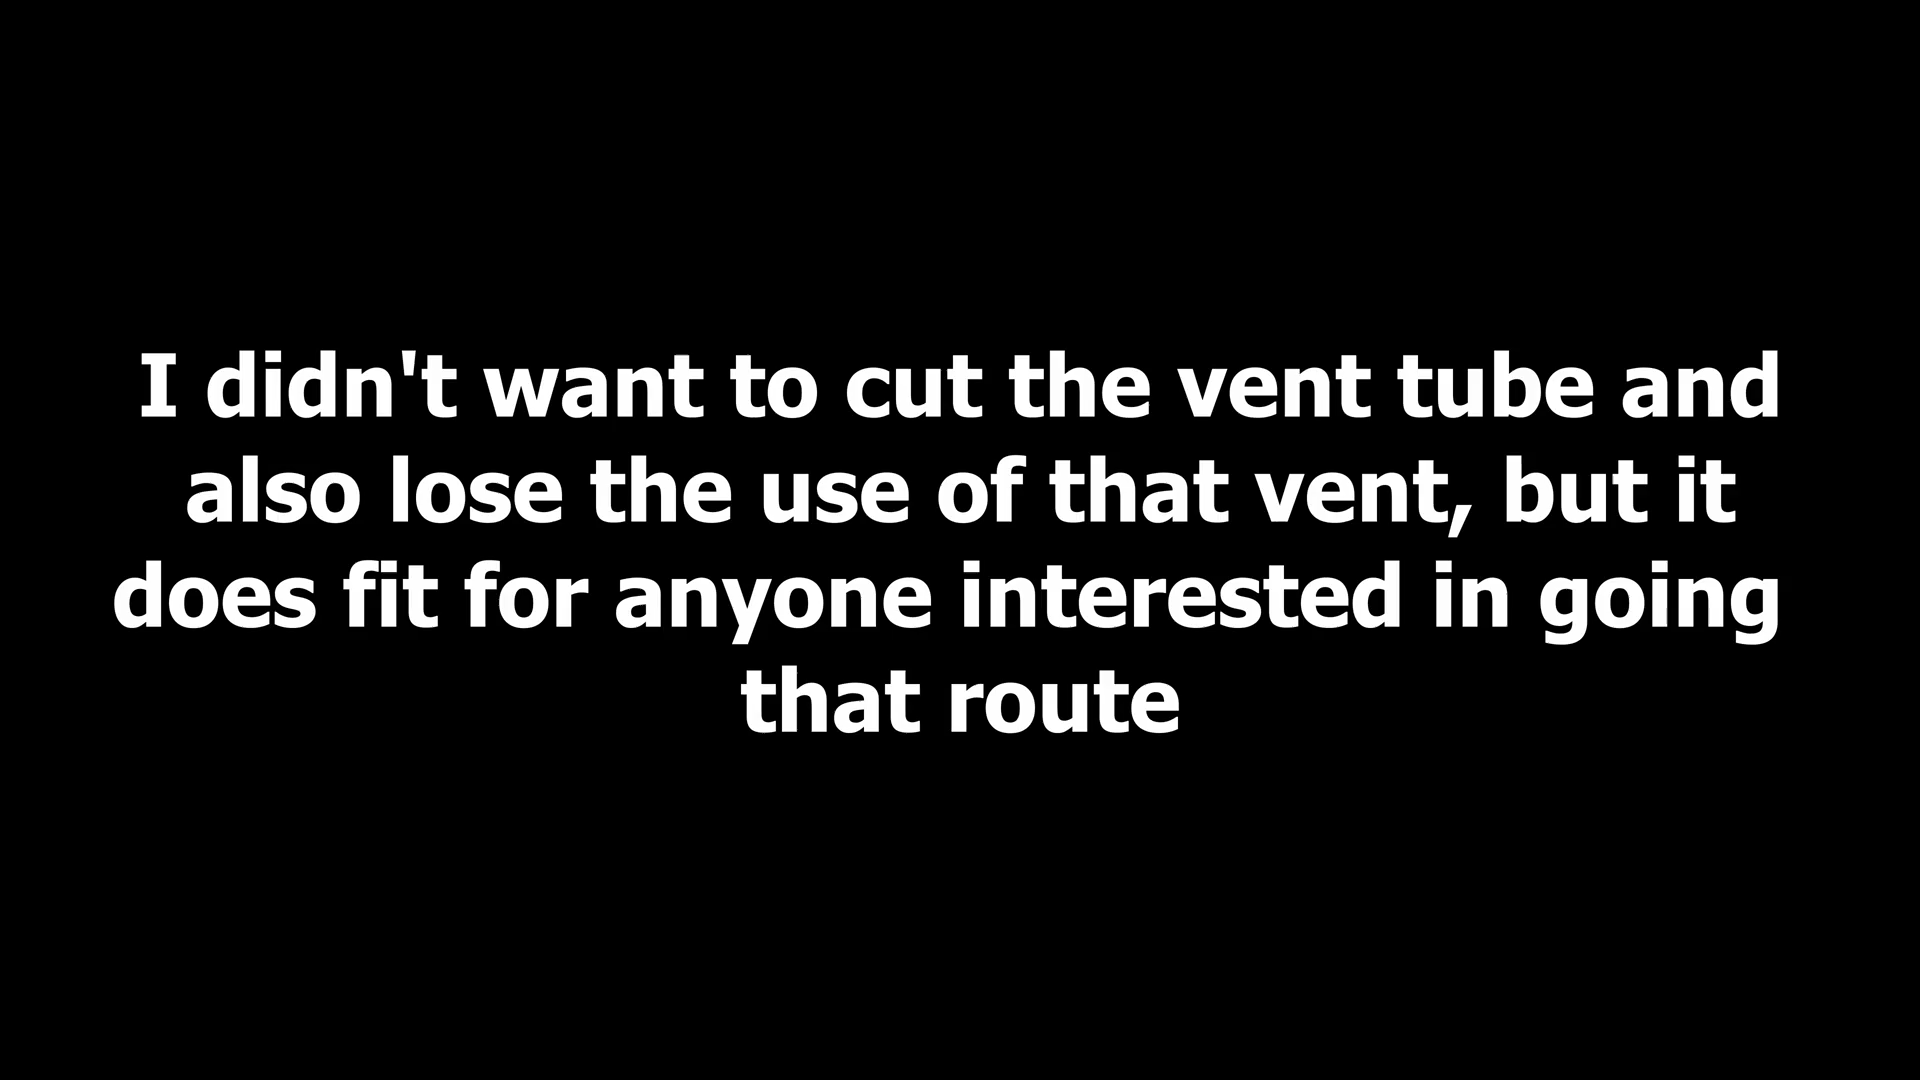 I didn't want to cut the vent tube and
also lose the use of that vent, but it
does fit for anyone interested in going
that route